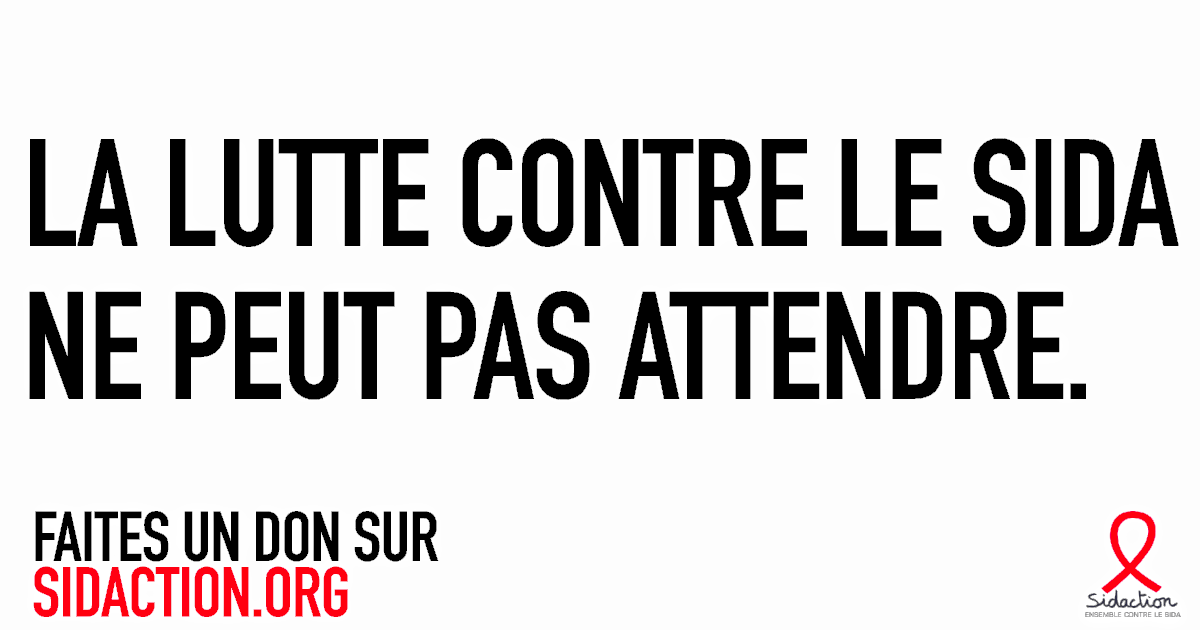 LA LUTTE CONTRE LE SIDA
NE PEUT PAS ATTENDRE.
FAITES UN DON SUR
SIDACTION.ORG
Sidaction
ENSEMBLE CONTRE LE SIDA